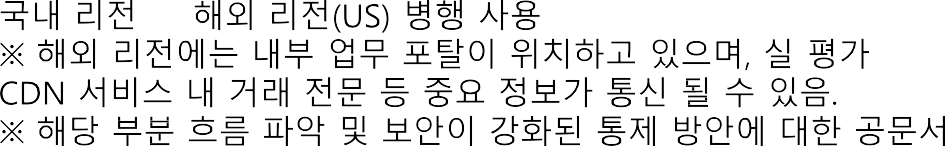 국내 리전 해외 리전(US) 병행 사용
※ 해외 리전에는 내부 업무 포탈이 위치하고 있으며, 실 평가
CDN 서비스 내 거래 전문 등 중요 정보가 통신 될 수 있음.
※ 해당 부분 흐름 파악 및 보안이 강화된 통제 방안에 대한 공문서